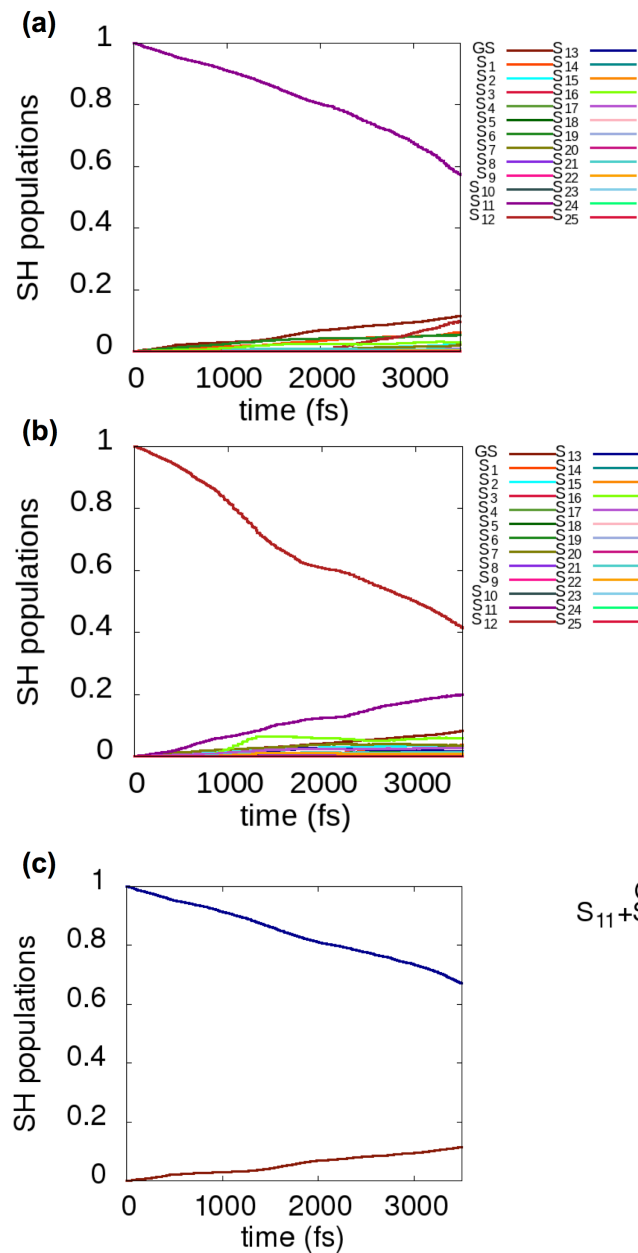 (a)
1
0.8
0.6
0.4
0.2
0
SH populations
0 1000 2000 3000
time (fs)
GS S13
S1 S14
S2 S15
S3 S16
S4 S17
S5 S18
S6 S19
S7 S20
S8 S21
S9 S22
S10 S23
S11 S24
S12 S25
(b)
1
0.8
0.6
0.4
0.2
0
SH populations
0 1000 2000 3000
time (fs)
GS S13
S1 S14
S2 S15
S3 S16
S4 S17
S5 S18
S6 S19
S7 S20
S8 S21
S9 S22
S10 S23
S11 S24
S12 S25
(c)
1
0.8
0.6
0.4
0.2
0
SH populations
0 1000 2000 3000
time (fs)
S11+